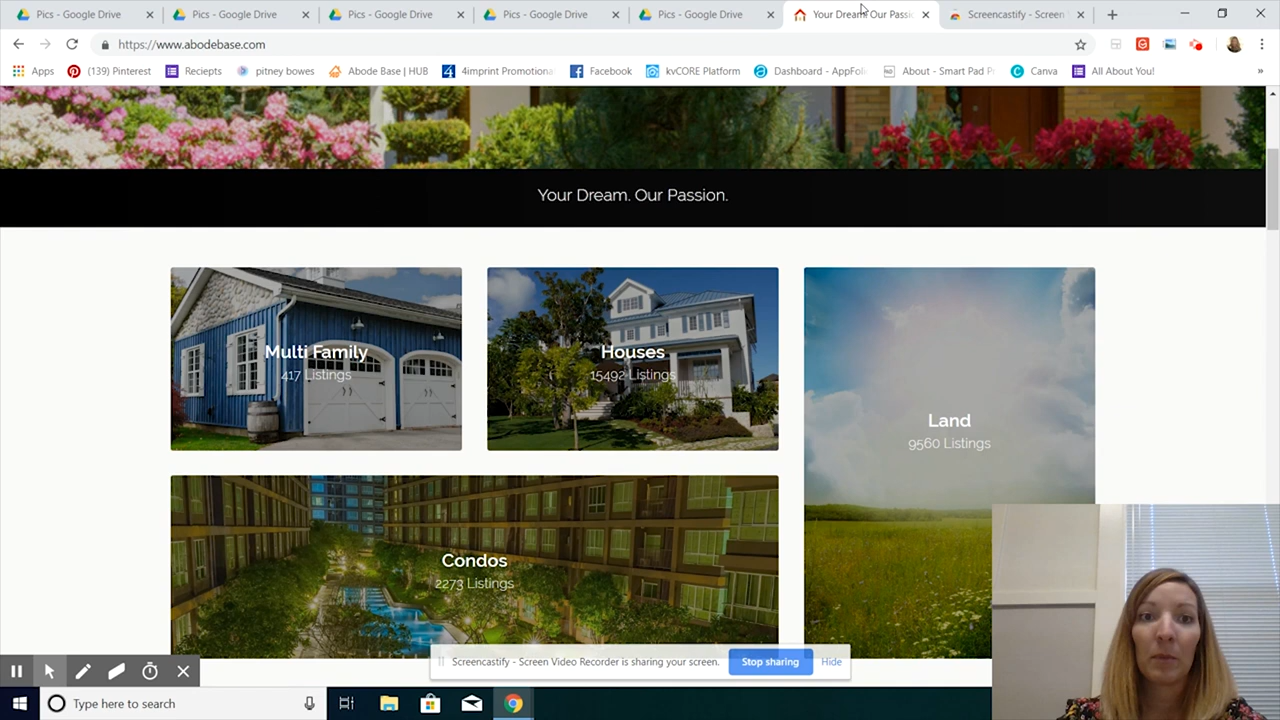 Pics - Google Drive
Pics - Google Drive
Pics - Google Drive
Pics - Google Drive
Pics - Google Drive
Your Dream. Our Passi
Screencastify - Screen
https://www.abodebase.com
Apps
(139) Pinterest
Reciepts
pitney bowes
Abode Base | HUB
4imprint Promotiona
Facebook
kvCORE Platform
Dashboard - AppFoli
About - Smart Pad P
Canva
All About You!
»
Your Dream. Our Passion.
Multi Family
417 Listings
Houses
15492 Listings
Land
9560 Listings
Condos
2273 Listings
Screencastify - Screen Video Recorder is sharing your screen.
Stop sharing
Hide
Type here to search